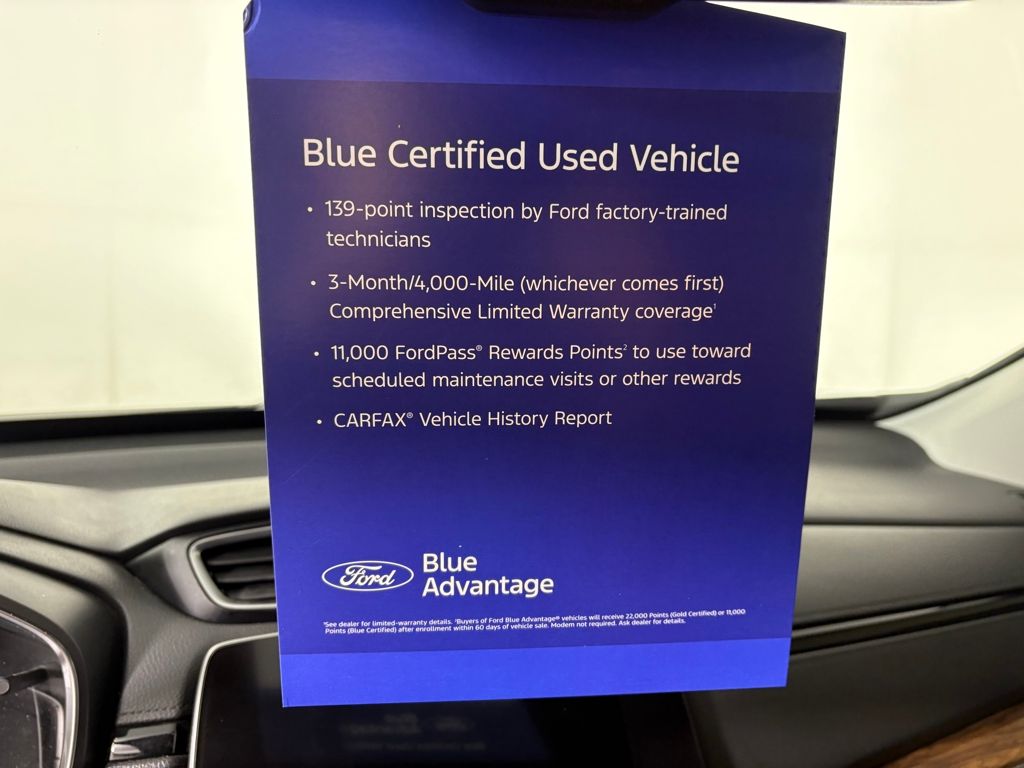 Blue Certified Used Vehicle
• 139-point inspection by Ford factory-trained
technicians
• 3-Month/4,000-Mile (whichever comes first)
Comprehensive Limited Warranty coverage¹
• 11,000 FordPass® Rewards Points² to use toward
scheduled maintenance visits or other rewards
• CARFAX® Vehicle History Report
Ford
Blue
Advantage
¹See dealer for limited-warranty details. ²Buyers of Ford Blue Advantage® vehicles will receive 22,000 Points (Gold Certified) or 11,000
Points (Blue Certified) after enrollment within 60 days of vehicle sale. Modem not required. Ask dealer for details.